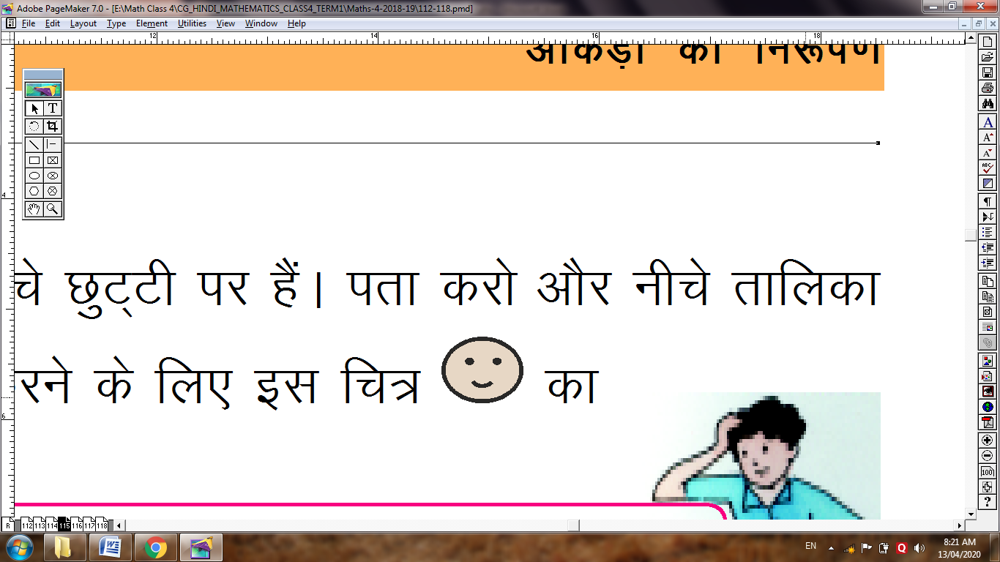 Adobe PageMaker 7.0 - [E:\Math Class 4\CG_HINDI_MATHEMATICS_CLASS4_TERM1\Maths-4-2018-19\112-118.pmd]
File Edit Layout Type Element Utilities View Window Help
12 14 16 18
आंकड़ों का निरूपण
T
4
चे छुट्टी पर हैं। पता करो और नीचे तालिका
रने के लिए इस चित्र का
6
R 112 113 114 115 116 117 118
EN 8:21 AM
13/04/2020